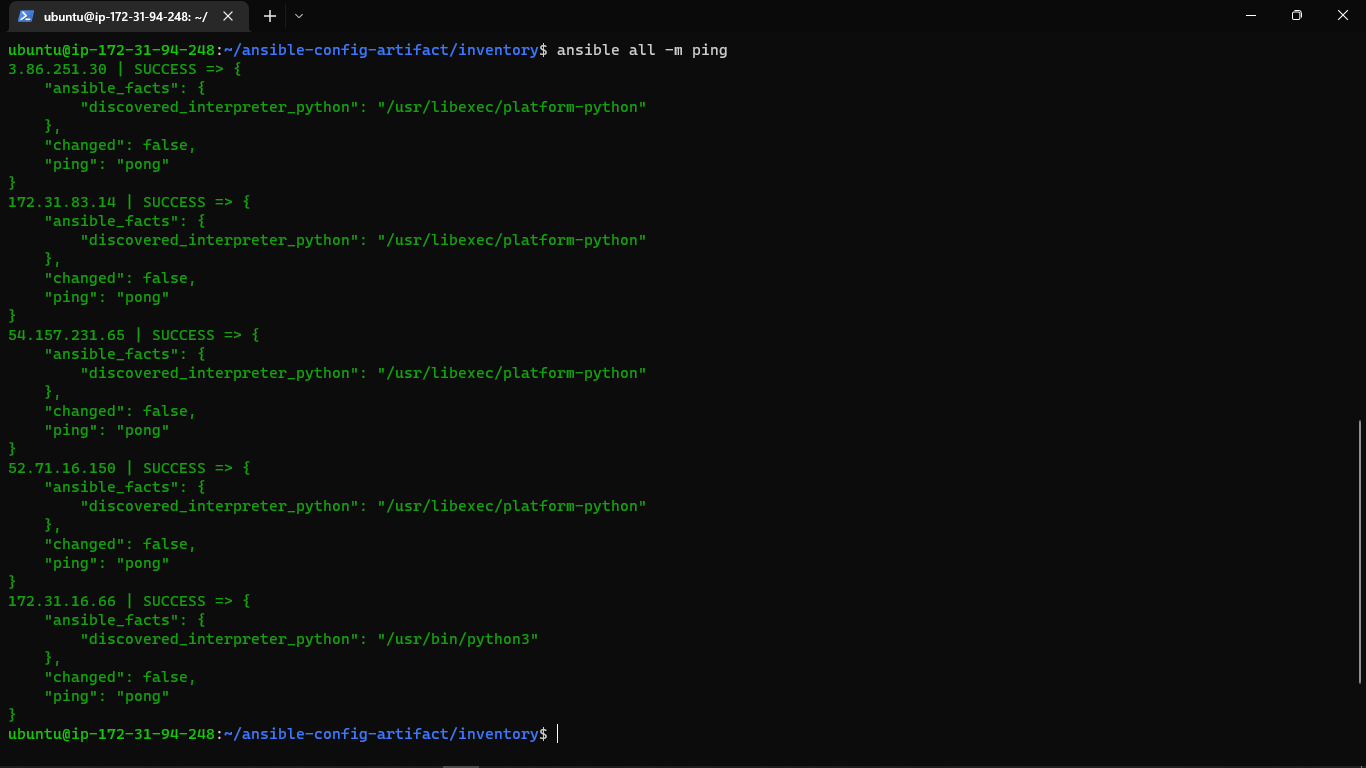 ubuntu@ip-172-31-94-248: ~/
ubuntu@ip-172-31-94-248:~/ansible-config-artifact/inventory$ ansible all -m ping
3.86.251.30 | SUCCESS => {
    "ansible_facts": {
        "discovered_interpreter_python": "/usr/libexec/platform-python"
    },
    "changed": false,
    "ping": "pong"
}
172.31.83.14 | SUCCESS => {
    "ansible_facts": {
        "discovered_interpreter_python": "/usr/libexec/platform-python"
    },
    "changed": false,
    "ping": "pong"
}
54.157.231.65 | SUCCESS => {
    "ansible_facts": {
        "discovered_interpreter_python": "/usr/libexec/platform-python"
    },
    "changed": false,
    "ping": "pong"
}
52.71.16.150 | SUCCESS => {
    "ansible_facts": {
        "discovered_interpreter_python": "/usr/libexec/platform-python"
    },
    "changed": false,
    "ping": "pong"
}
172.31.16.66 | SUCCESS => {
    "ansible_facts": {
        "discovered_interpreter_python": "/usr/bin/python3"
    },
    "changed": false,
    "ping": "pong"
}
ubuntu@ip-172-31-94-248:~/ansible-config-artifact/inventory$